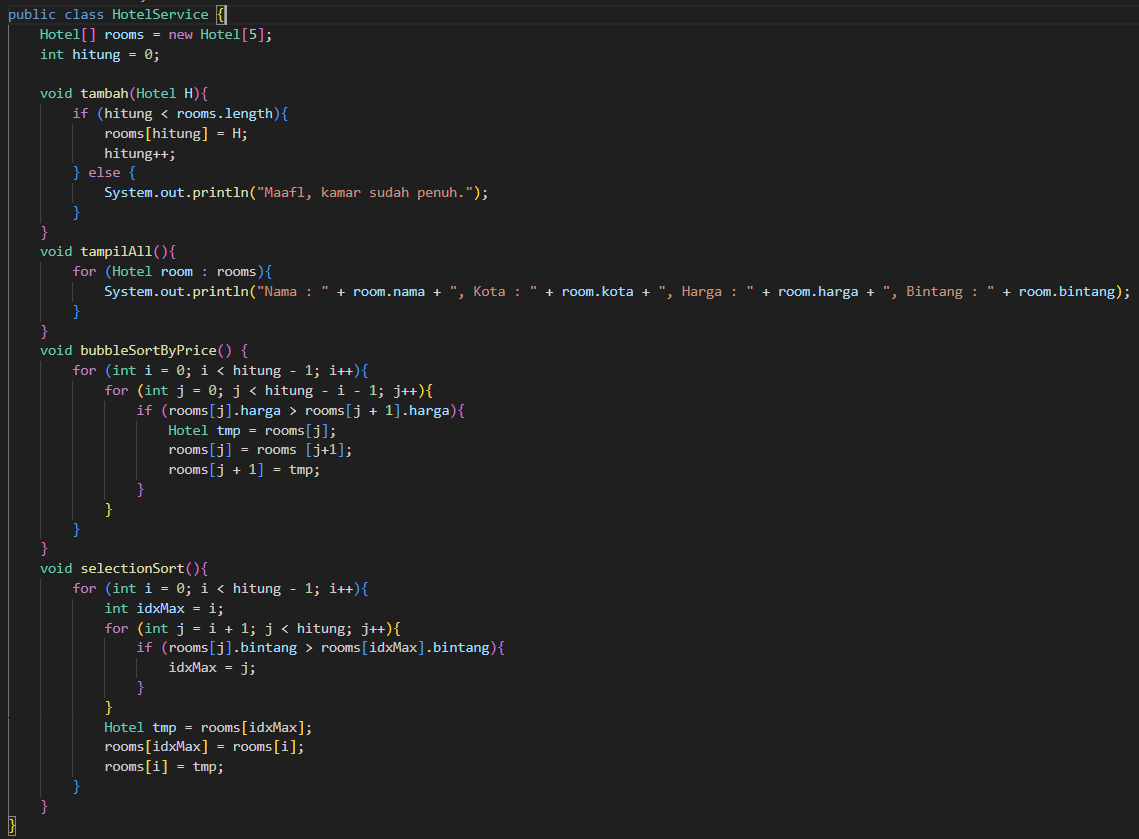 public class HotelService {
    Hotel[] rooms = new Hotel[5];
    int hitung = 0;

    void tambah(Hotel H){
        if (hitung < rooms.length){
            rooms[hitung] = H;
            hitung++;
        } else {
            System.out.println("Maafl, kamar sudah penuh.");
        }
    }
    void tampilAll(){
        for (Hotel room : rooms){
            System.out.println("Nama : " + room.nama + ", Kota : " + room.kota + ", Harga : " + room.harga + ", Bintang : " + room.bintang);
        }
    }
    void bubbleSortByPrice() {
        for (int i = 0; i < hitung - 1; i++){
            for (int j = 0; j < hitung - i - 1; j++){
                if (rooms[j].harga > rooms[j + 1].harga){
                    Hotel tmp = rooms[j];
                    rooms[j] = rooms [j+1];
                    rooms[j + 1] = tmp;
                }
            }
        }
    }
    void selectionSort(){
        for (int i = 0; i < hitung - 1; i++){
            int idxMax = i;
            for (int j = i + 1; j < hitung; j++){
                if (rooms[j].bintang > rooms[idxMax].bintang){
                    idxMax = j;
                }
            }
            Hotel tmp = rooms[idxMax];
            rooms[idxMax] = rooms[i];
            rooms[i] = tmp;
        }
    }
}